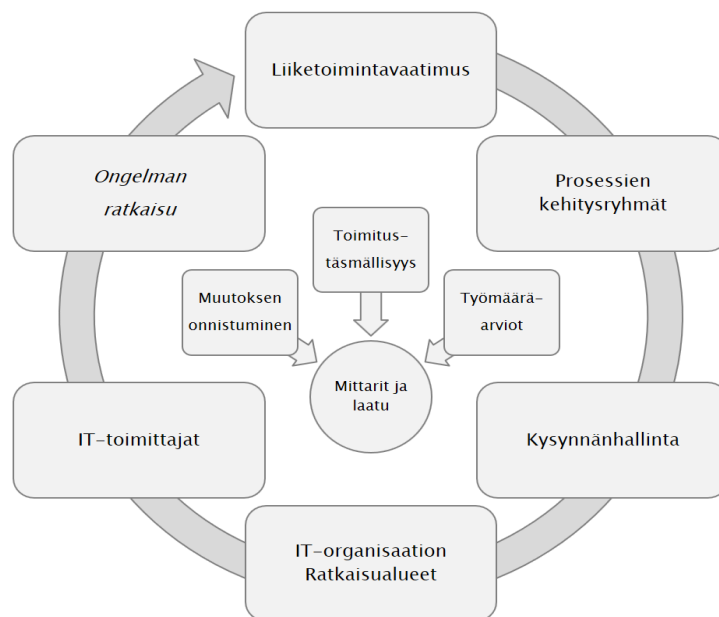 Liiketoimintavaatimus
Ongelman
ratkaisu
Prosessien
kehitysryhmät
Toimitus-
täsmällisyys
Muutoksen
onnistuminen
Työmäärä-
arviot
Mittarit ja
laatu
IT-toimittajat
Kysynnänhallinta
IT-organisaation
Ratkaisualueet